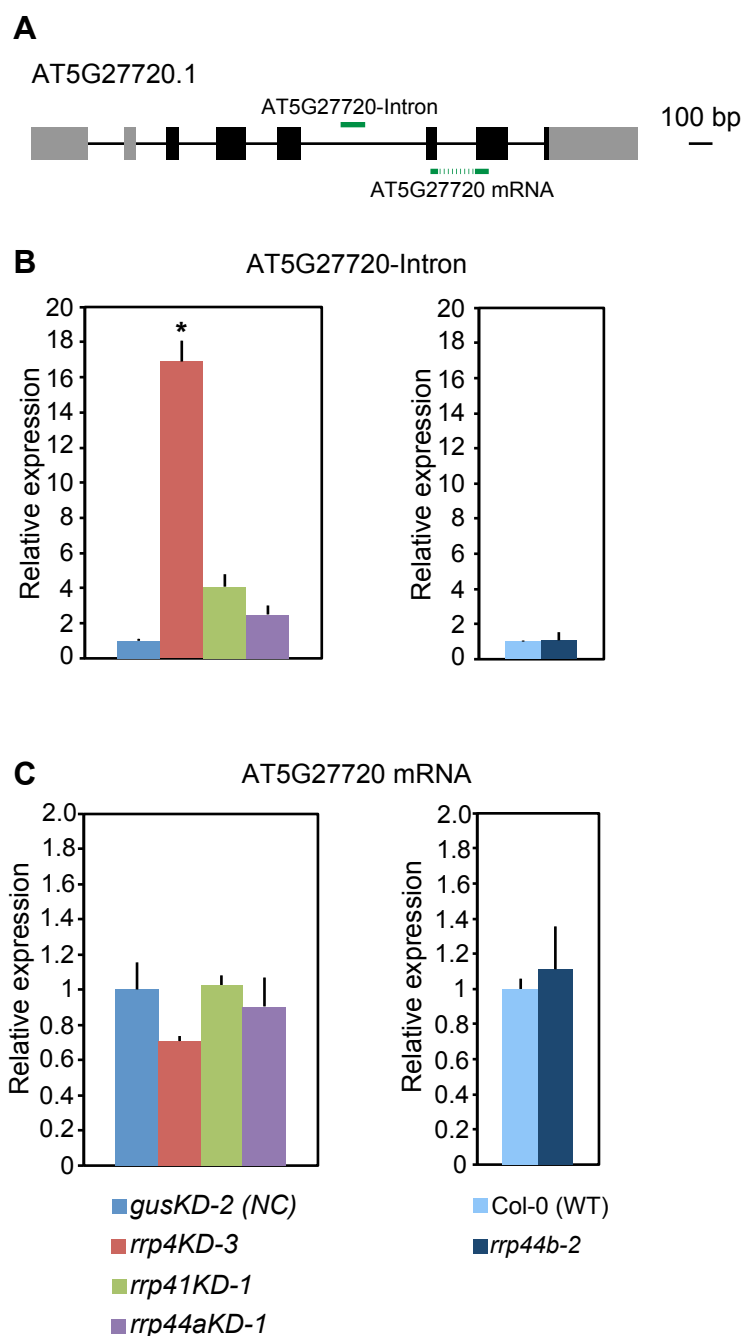 A
AT5G27720.1
AT5G27720-Intron
100 bp
AT5G27720 mRNA
B
AT5G27720-Intron
Relative expression
20
18
16
14
12
10
8
6
4
2
0
*
Relative expression
20
18
16
14
12
10
8
6
4
2
0
C
AT5G27720 mRNA
Relative expression
2.0
1.8
1.6
1.4
1.2
1
0.8
0.6
0.4
0.2
0
Relative expression
2.0
1.8
1.6
1.4
1.2
1
0.8
0.6
0.4
0.2
0
gusKD-2 (NC)
rrp4KD-3
rrp41KD-1
rrp44aKD-1
Col-0 (WT)
rrp44b-2